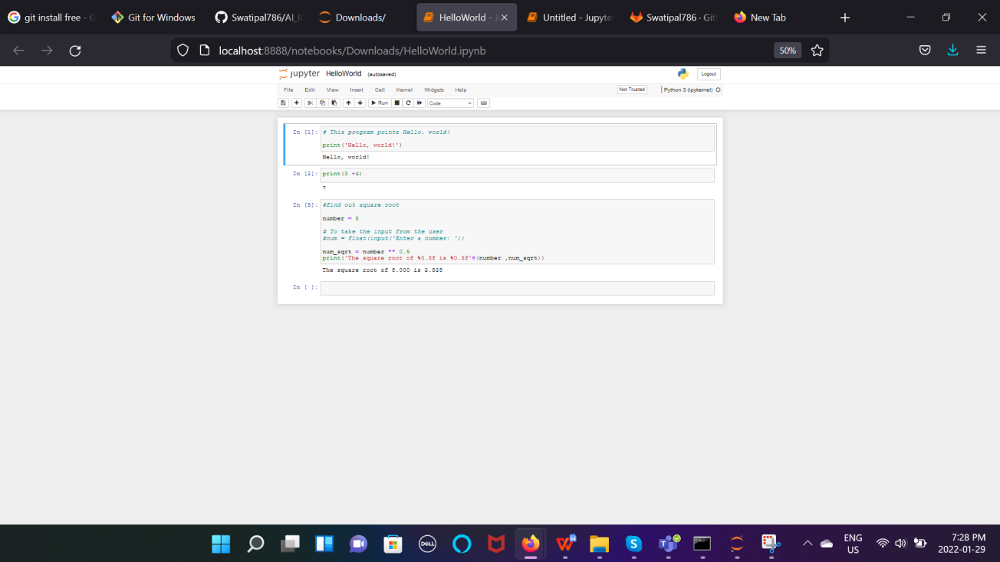 git install free - G
Git for Windows
Swatipal786/AI_I
Downloads/
HelloWorld - J
Untitled - Jupyte
Swatipal786 · Git
New Tab
localhost:8888/notebooks/Downloads/HelloWorld.ipynb
50%
jupyter HelloWorld (autosaved)
Logout
File Edit View Insert Cell Kernel Widgets Help
Not Trusted
Python 3 (ipykernel)
Run
Code
In [1]: # This program prints Hello, world!
print('Hello, world!')
Hello, world!
In [2]: print(3 +4)
7
In [5]: #find out square root
number = 8
# To take the input from the user
#num = float(input('Enter a number: '))
num_sqrt = number ** 0.5
print('The square root of %0.3f is %0.3f'%(number ,num_sqrt))
The square root of 8.000 is 2.828
In [ ]:
DELL
ENG
US
7:28 PM
2022-01-29